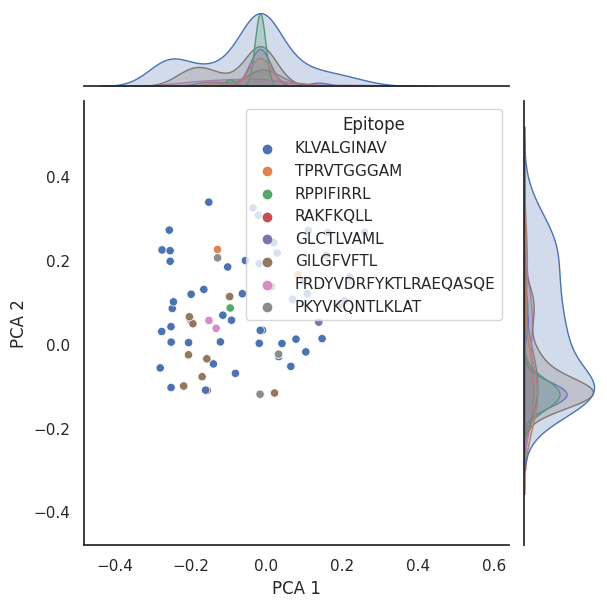 Epitope
KLVALGINAV
TPRVTGGGAM
RPPIFIRRL
RAKFKQLL
GLCTLVAML
GILGFVFTL
FRDYVDRFYKTLRAEQASQE
PKYVKQNTLKLAT
PCA 2
0.4
0.2
0.0
−0.2
−0.4
−0.4 −0.2 0.0 0.2 0.4 0.6
PCA 1